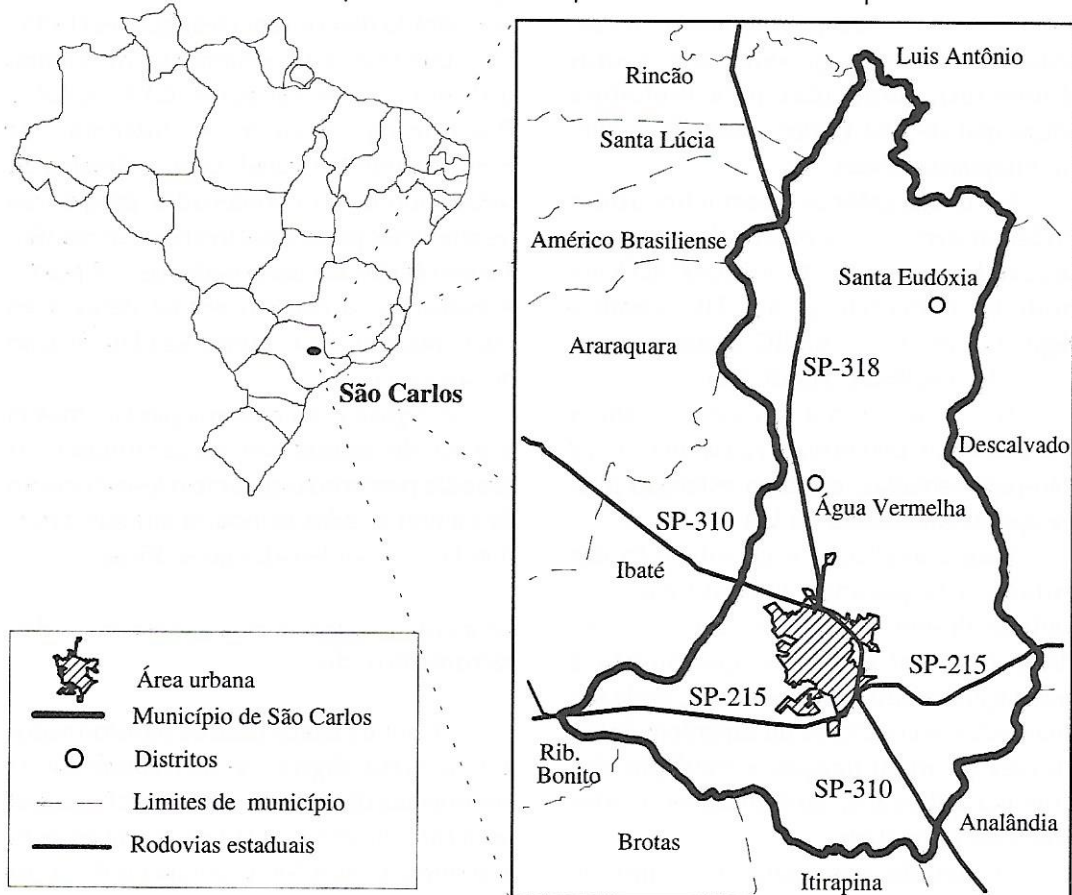 São Carlos
Área urbana
Município de São Carlos
Distritos
Limites de município
Rodovias estaduais
Luis Antônio
Rincão
Santa Lúcia
Américo Brasiliense
Santa Eudóxia
Araraquara
SP-318
Descalvado
SP-310
Água Vermelha
Ibaté
SP-215
SP-215
Rib.
Bonito
SP-310
Analândia
Brotas
Itirapina